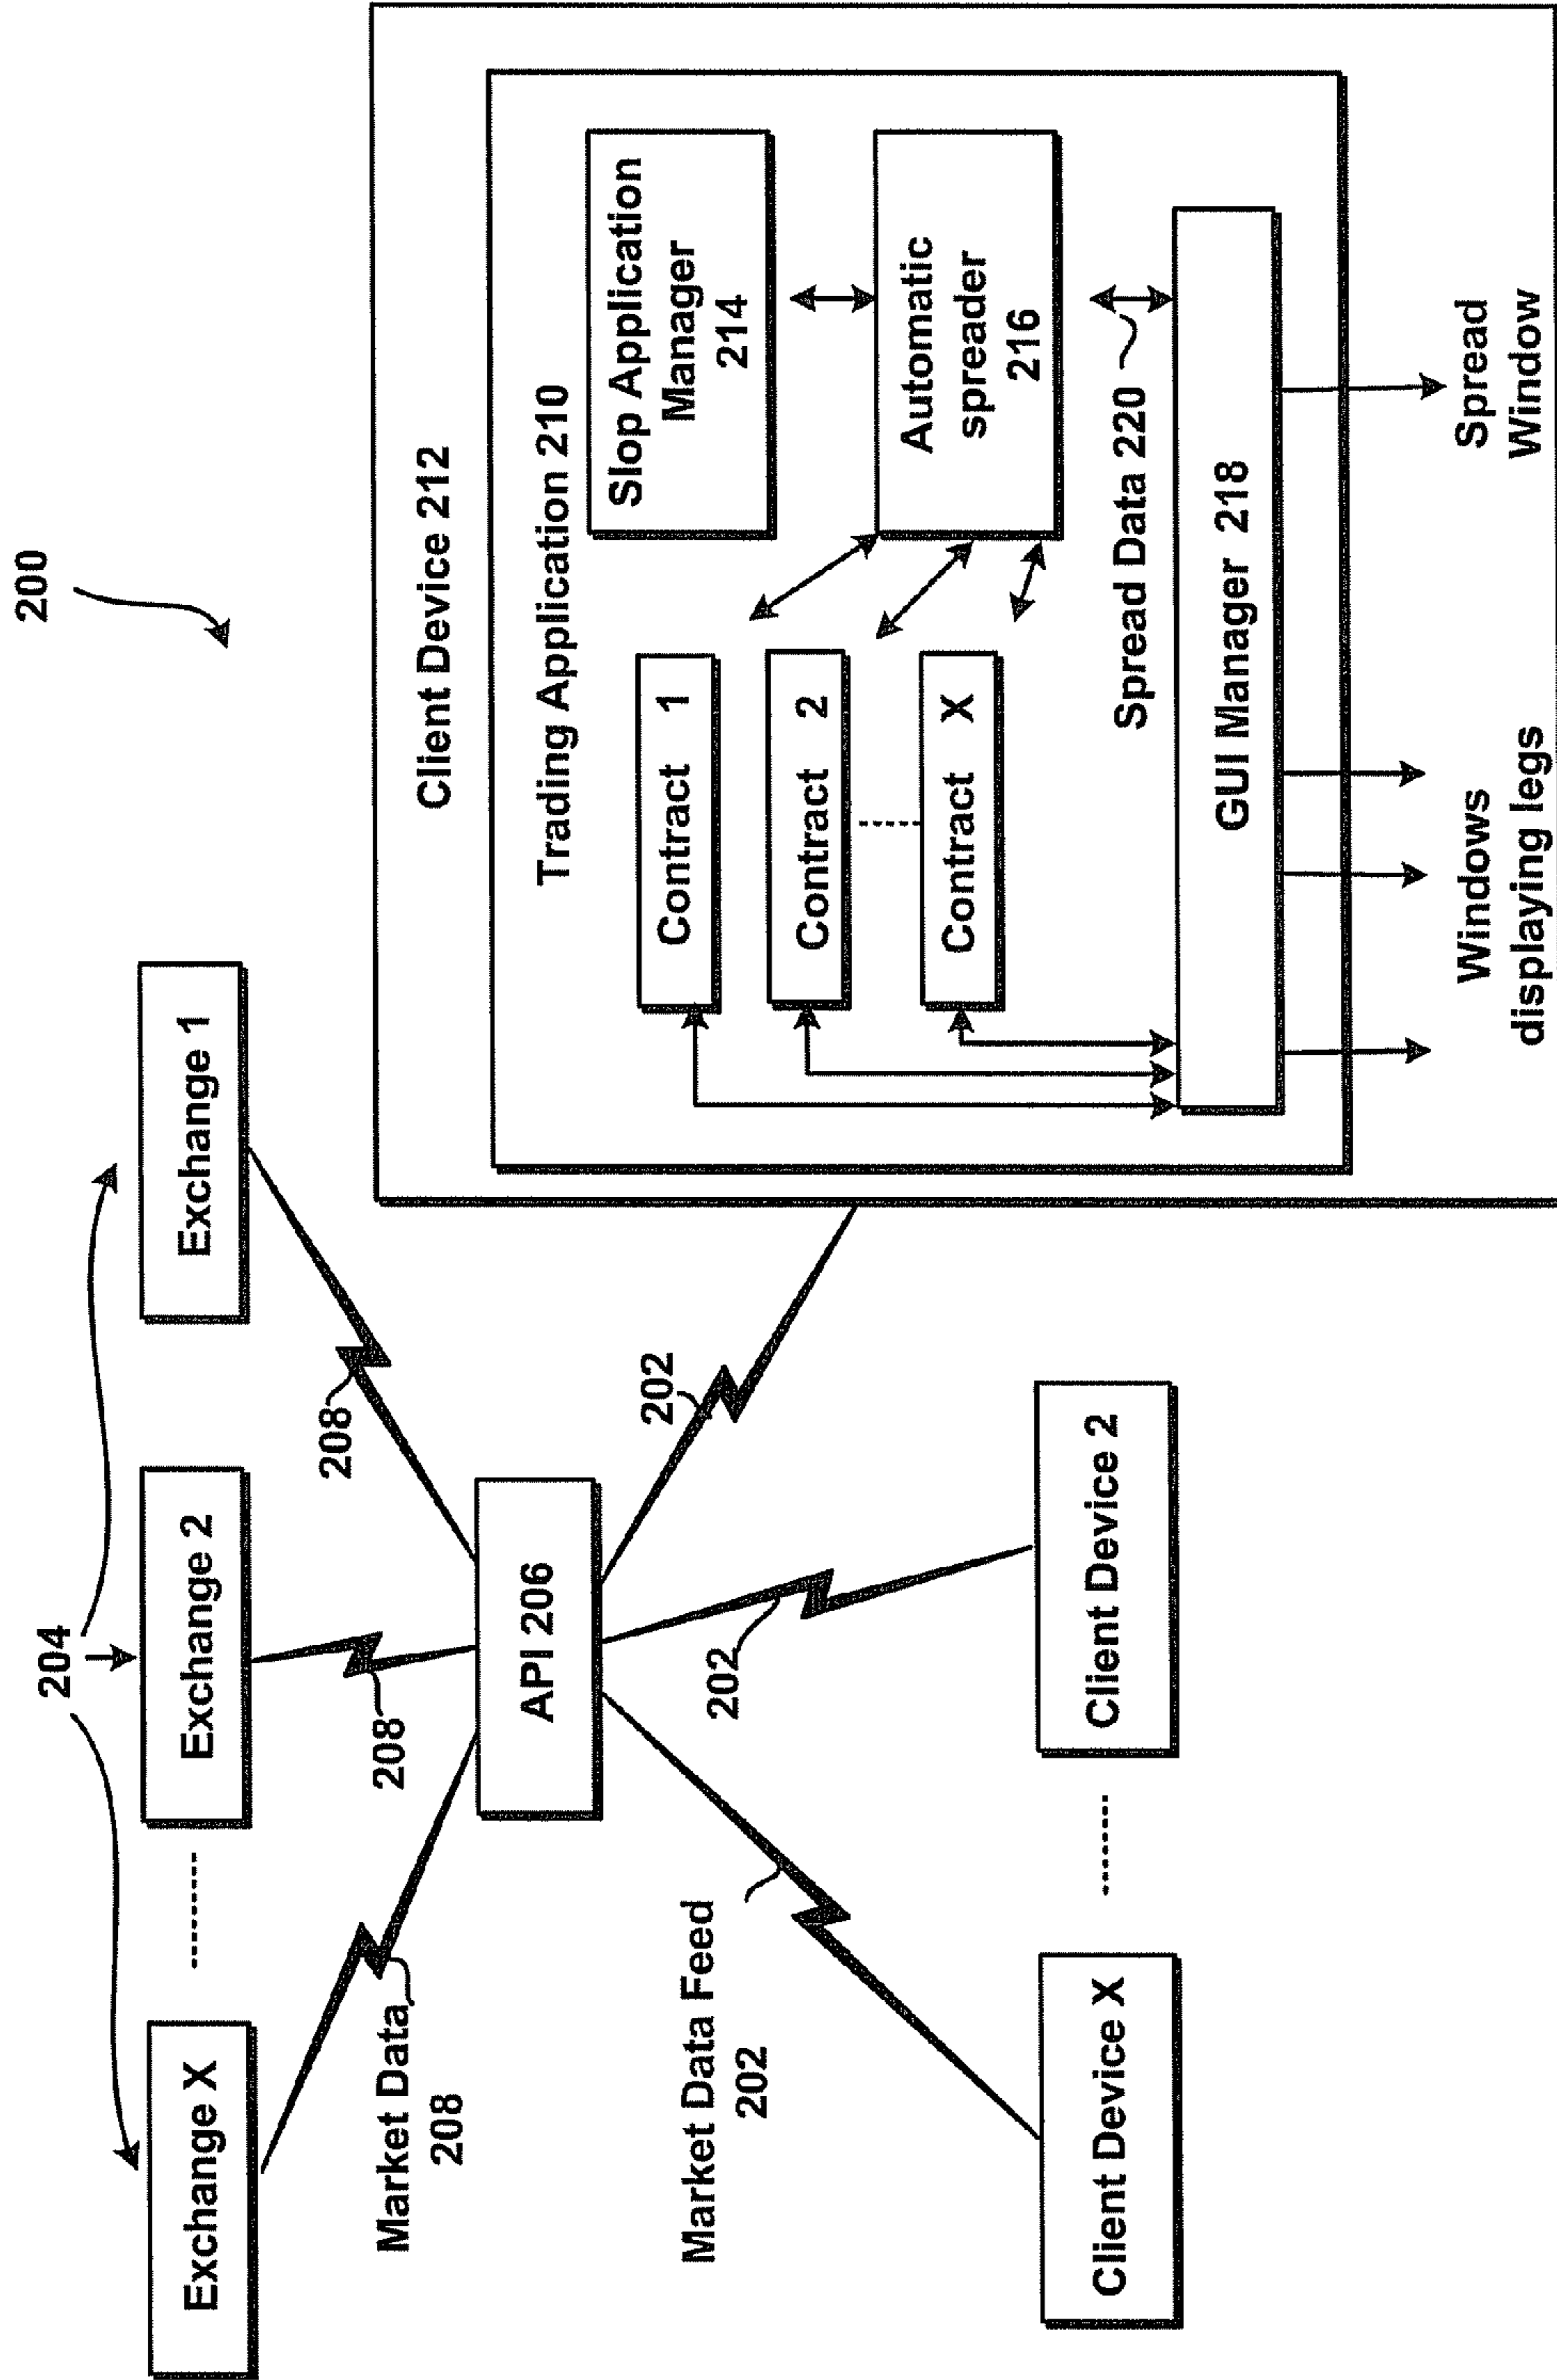 200
204
Exchange X
Exchange 2
Exchange 1
208
208
Market Data
208
API 206
202
202
Market Data Feed
202
Client Device X
Client Device 2
Client Device 212
Trading Application 210
Slop Application
Manager
214
Contract 1
Contract 2
Contract X
Automatic
spreader
216
Spread Data 220
GUI Manager 218
Windows
displaying legs
Spread
Window